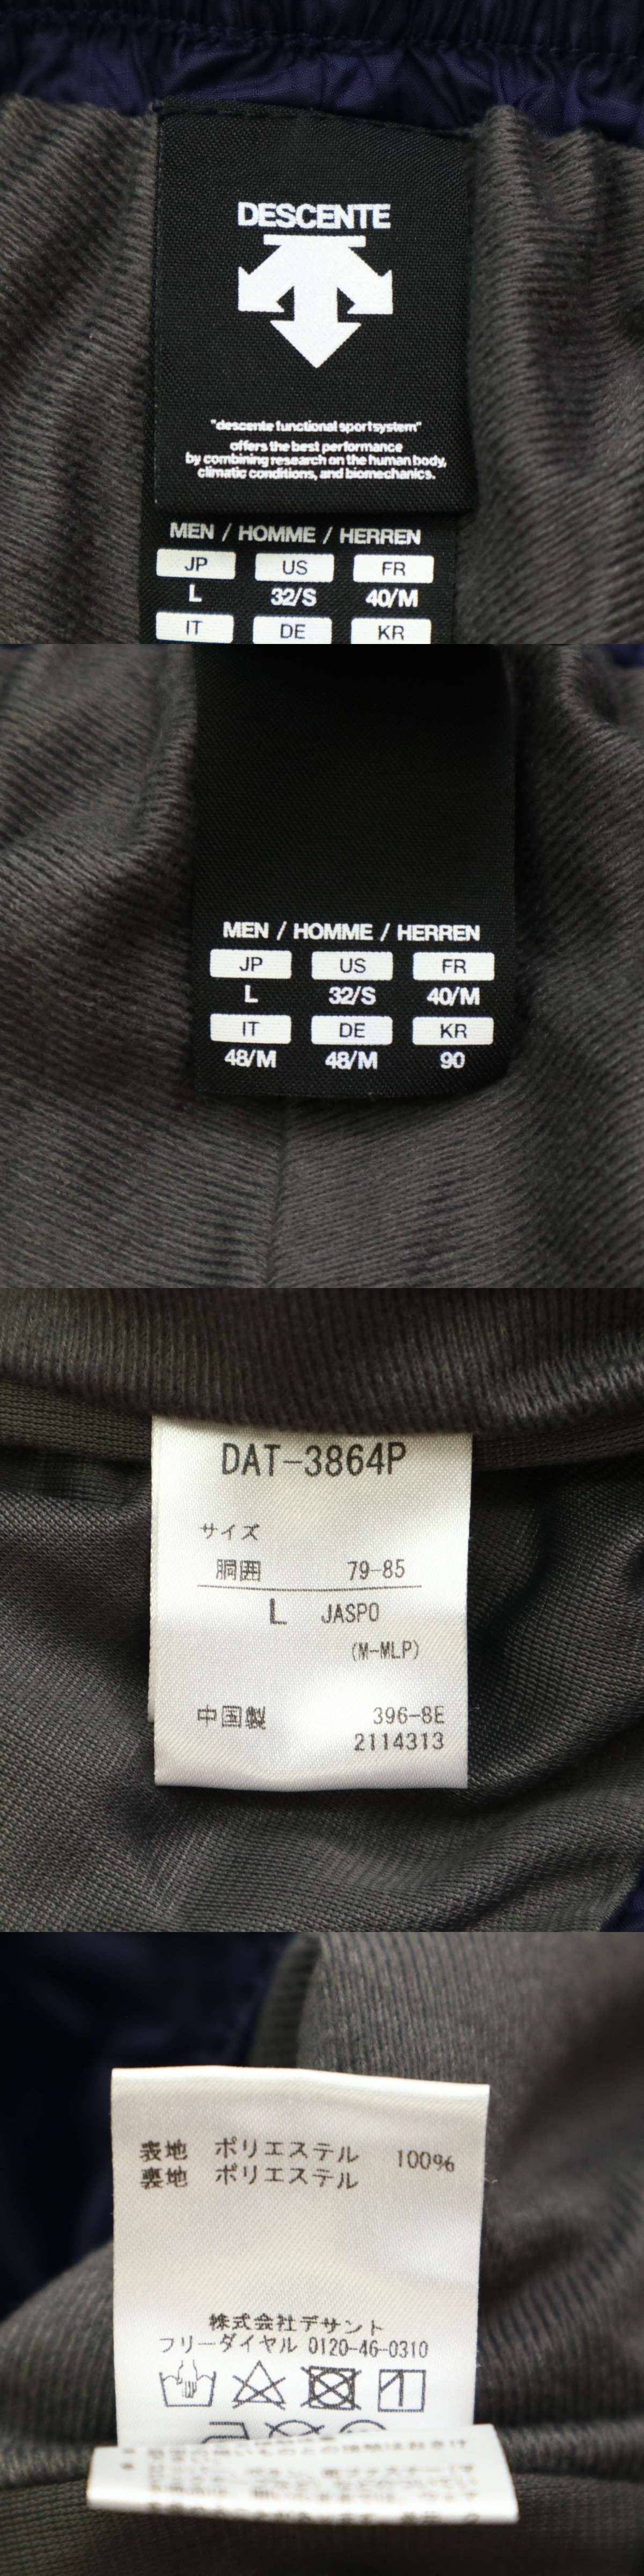 DESCENTE
"descente functional sportsystem"
offers the best performance
by combining research on the human body,
climatic conditions, and biomechanics.
MEN / HOMME / HERREN
JP US FR
L 32/S 40/M
IT DE KR
MEN / HOMME / HERREN
JP US FR
L 32/S 40/M
IT DE KR
48/M 48/M 90
DAT-3864P
サイズ
胴囲 79-85
L JASPO
(M-MLP)
中国製 396-8E
2114313
表地 ポリエステル 100%
裏地 ポリエステル
株式会社デサント
フリーダイヤル 0120-46-0310